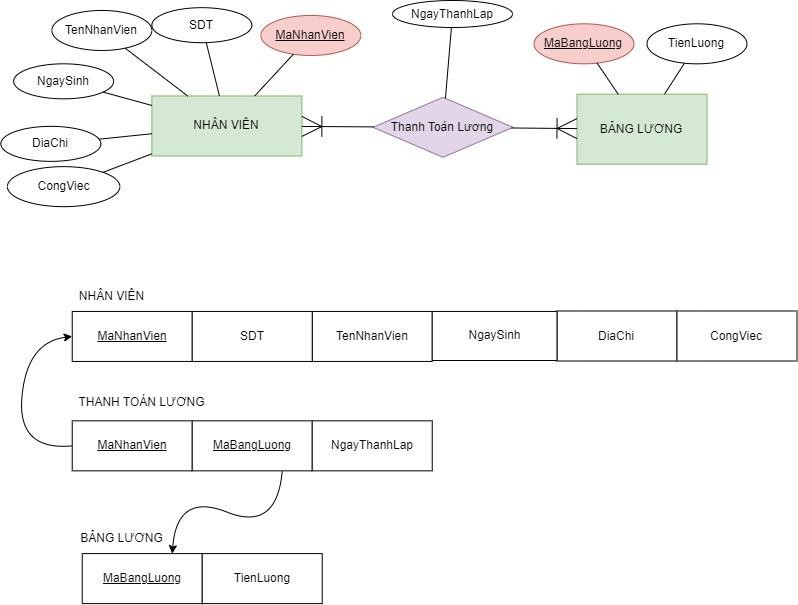 NgayThanhLap
TenNhanVien
SDT
MaNhanVien
MaBangLuong
TienLuong
NgaySinh
NHÂN VIÊN
Thanh Toán Lương
BẢNG LƯƠNG
DiaChi
CongViec
NHÂN VIÊN
MaNhanVien SDT TenNhanVien NgaySinh DiaChi CongViec
THANH TOÁN LƯƠNG
MaNhanVien MaBangLuong NgayThanhLap
BẢNG LƯƠNG
MaBangLuong TienLuong